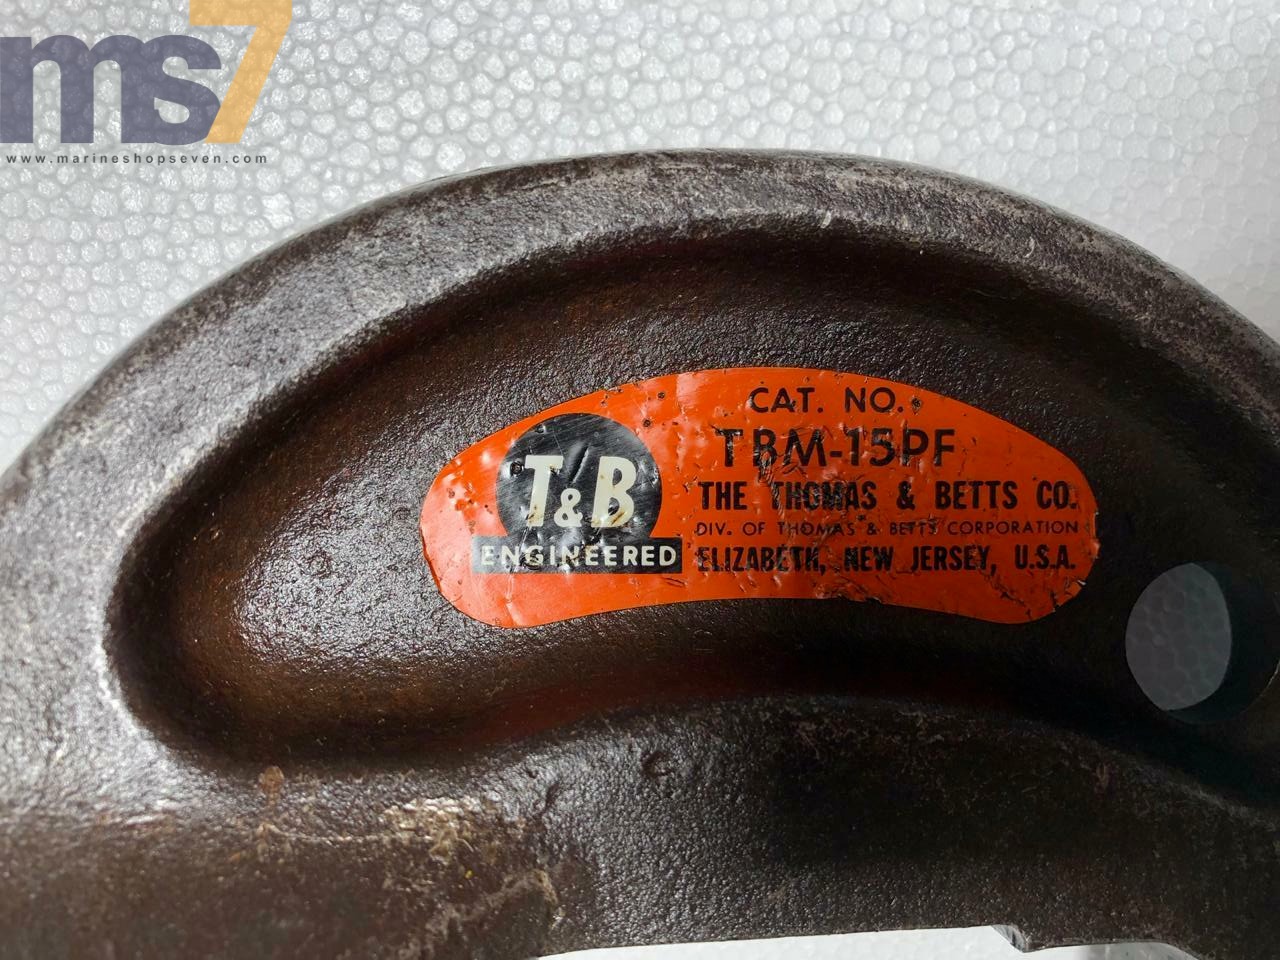 ms7
www.marineshopseven.com
CAT. NO.
TBM-15PF
T&B
ENGINEERED
THE THOMAS & BETTS CO.
DIV. OF THOMAS & BETTS CORPORATION
ELIZABETH, NEW JERSEY, U.S.A.